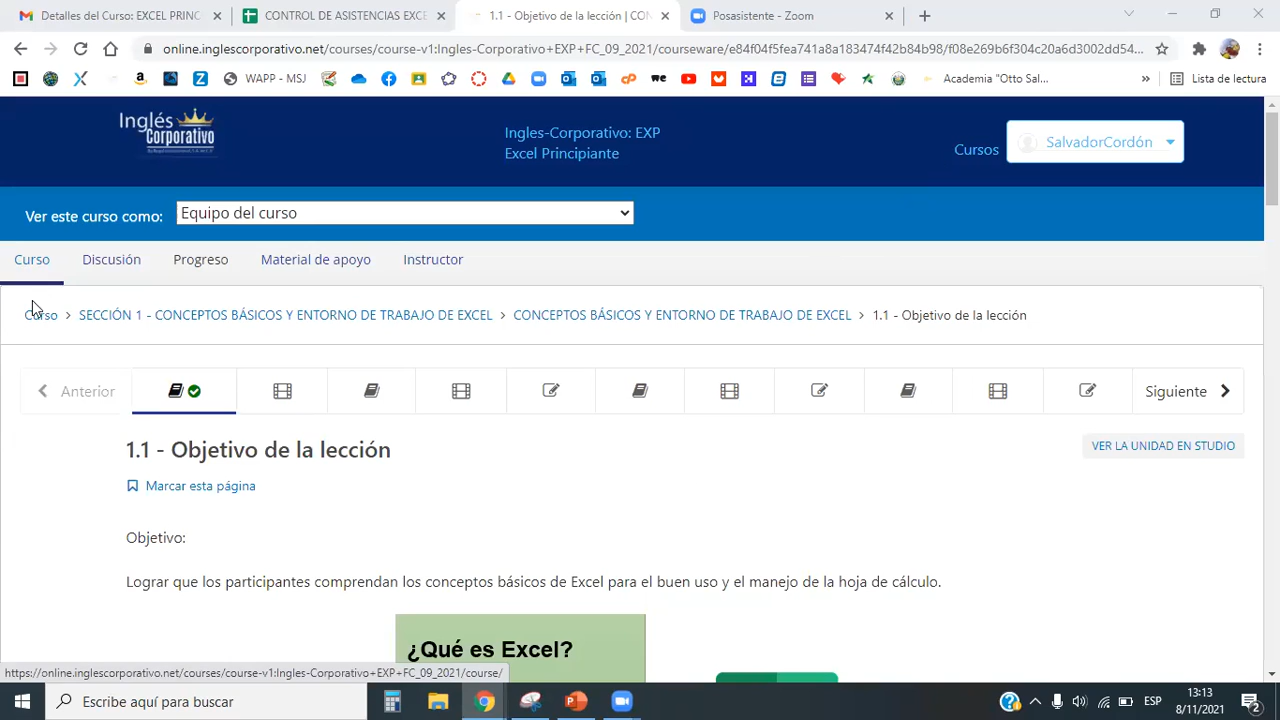 Detalles del Curso: EXCEL PRINC
CONTROL DE ASISTENCIAS EXCE
1.1 - Objetivo de la lección | CON
Posasistente - Zoom
online.inglescorporativo.net/courses/course-v1:Ingles-Corporativo+EXP+FC_09_2021/courseware/e84f04f5fea741a8a183474f42b84b98/f08e269b6f304c20a6d3002dd54...
WAPP - MSJ
Academia "Otto Sal...
»
Lista de lectura
Inglés
Corporativo
Ingles-Corporativo: EXP
Excel Principiante
Cursos
SalvadorCordón
Ver este curso como:
Equipo del curso
Curso
Discusión
Progreso
Material de apoyo
Instructor
Curso > SECCIÓN 1 - CONCEPTOS BÁSICOS Y ENTORNO DE TRABAJO DE EXCEL > CONCEPTOS BÁSICOS Y ENTORNO DE TRABAJO DE EXCEL > 1.1 - Objetivo de la lección
Anterior
Siguiente
1.1 - Objetivo de la lección
VER LA UNIDAD EN STUDIO
Marcar esta página
Objetivo:
Lograr que los participantes comprendan los conceptos básicos de Excel para el buen uso y el manejo de la hoja de cálculo.
¿Qué es Excel?
https://online.inglescorporativo.net/courses/course-v1:Ingles-Corporativo+EXP+FC_09_2021/course/
Escribe aquí para buscar
ESP
13:13
8/11/2021
2